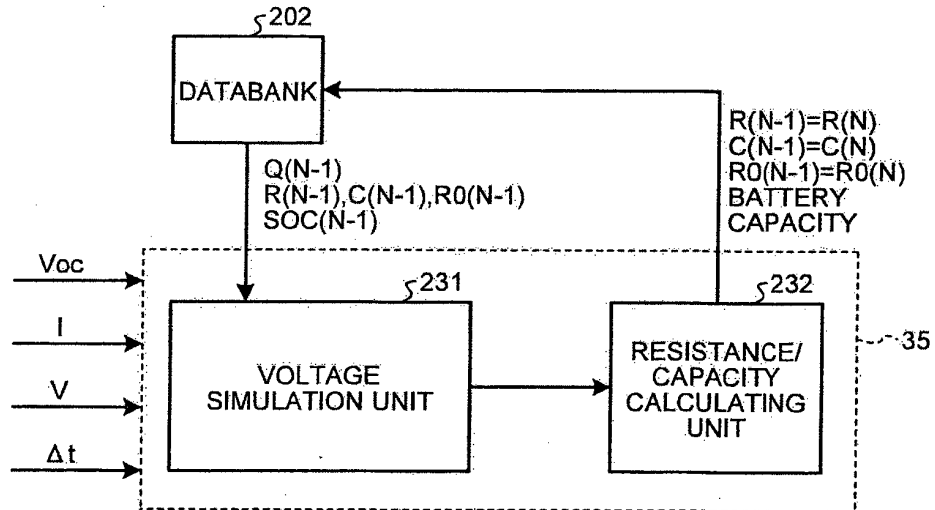 202
DATABANK
Q(N-1)
R(N-1),C(N-1),R0(N-1)
SOC(N-1)
R(N-1)=R(N)
C(N-1)=C(N)
R0(N-1)=R0(N)
BATTERY
CAPACITY
Voc
I
V
Δt
231
VOLTAGE
SIMULATION UNIT
232
RESISTANCE/
CAPACITY
CALCULATING
UNIT
35